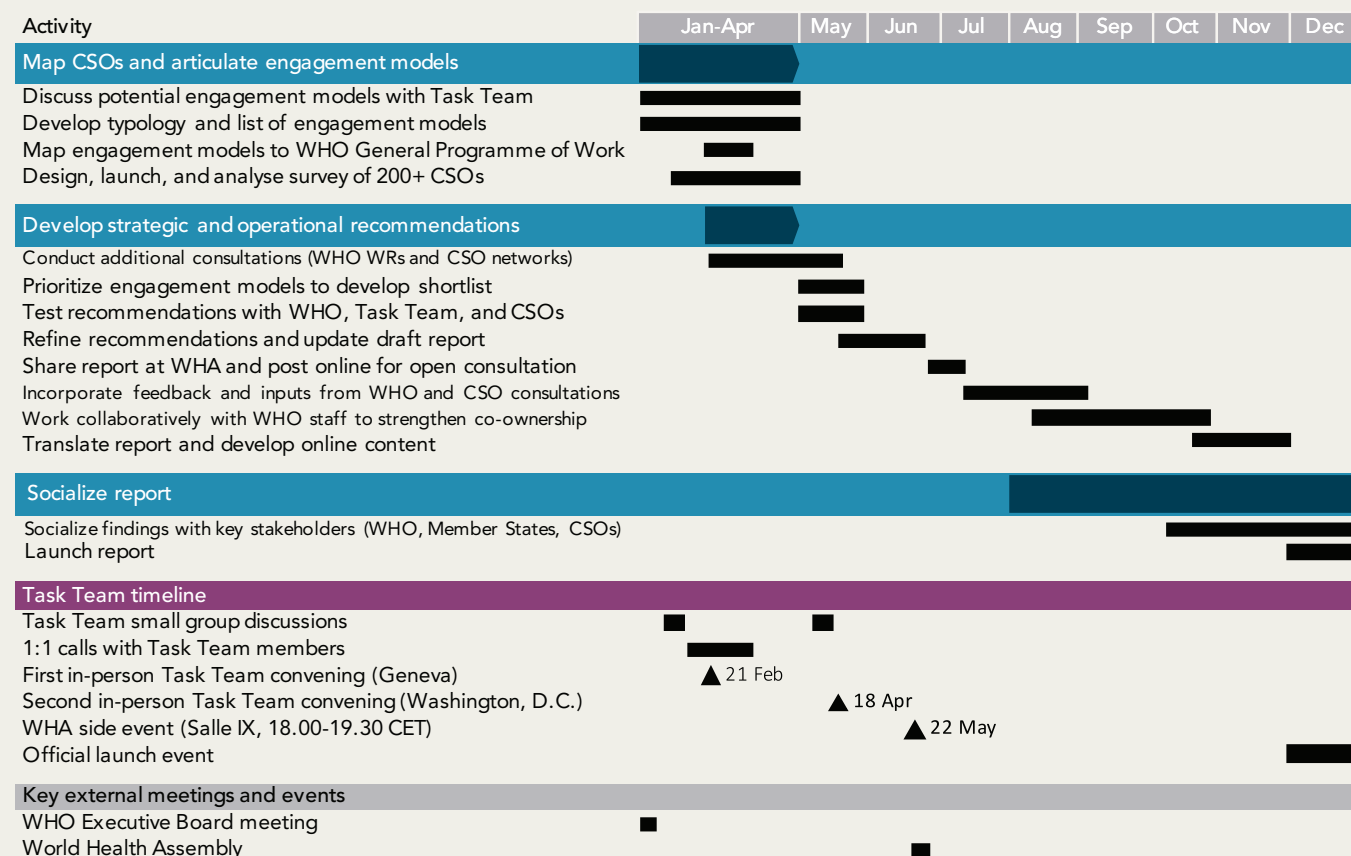 Activity Jan-Apr May Jun Jul Aug Sep Oct Nov Dec
Map CSOs and articulate engagement models
Discuss potential engagement models with Task Team
Develop typology and list of engagement models
Map engagement models to WHO General Programme of Work
Design, launch, and analyse survey of 200+ CSOs
Develop strategic and operational recommendations
Conduct additional consultations (WHO WRs and CSO networks)
Prioritize engagement models to develop shortlist
Test recommendations with WHO, Task Team, and CSOs
Refine recommendations and update draft report
Share report at WHA and post online for open consultation
Incorporate feedback and inputs from WHO and CSO consultations
Work collaboratively with WHO staff to strengthen co-ownership
Translate report and develop online content
Socialize report
Socialize findings with key stakeholders (WHO, Member States, CSOs)
Launch report
Task Team timeline
Task Team small group discussions
1:1 calls with Task Team members
First in-person Task Team convening (Geneva) 21 Feb
Second in-person Task Team convening (Washington, D.C.) 18 Apr
WHA side event (Salle IX, 18.00-19.30 CET) 22 May
Official launch event
Key external meetings and events
WHO Executive Board meeting
World Health Assembly